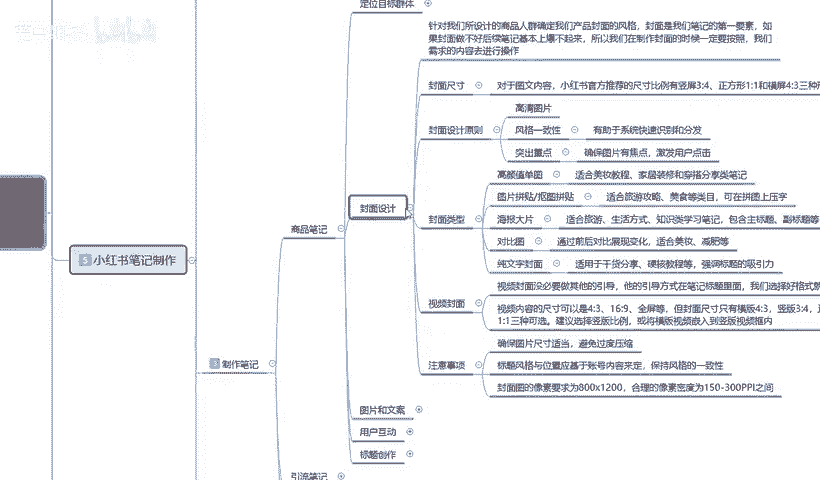 定位目标群体
针对我们所设计的商品人群确定我们产品封面的风格，封面是我们笔记的第一要素，如
果封面做不好后续笔记基本上爆不起来，所以我们在制作封面的时候一定要按照，我们
需求的内容去进行操作
封面尺寸
对于图文内容，小红书官方推荐的尺寸比例有竖屏3:4、正方形1:1和横屏4:3三种
高清图片
封面设计原则
风格一致性
有助于系统快速识别和分发
突出重点
确保图片有焦点，激发用户点击
高颜值单图
适合美妆教程、家居装修和穿搭分享类笔记
图片拼贴/抠图拼贴
适合旅游攻略、美食等类目，可在拼图上压字
封面设计
封面类型
海报大片
适合旅游、生活方式、知识类学习笔记，包含主标题、副标题等
对比图
通过前后对比展现变化，适合美妆、减肥等
商品笔记
纯文字封面
适用于干货分享、硬核教程等，强调标题的吸引力
5 小红书笔记制作
视频封面没必要做其他的引导，他的引导方式在笔记标题里面，我们选择好格式
视频封面
视频内容的尺寸可以是4:3、16:9、全屏等，但封面尺寸只有横版4:3，竖版3:4，
1:1三种可选。建议选择竖版比例，或将横版视频嵌入到竖版视频框内
确保图片尺寸适当，避免过度压缩
制作笔记
注意事项
标题风格与位置应基于账号内容来定，保持风格的一致性
封面图的像素要求为800x1200，合理的像素密度为150-300PPI之间
图片和文案
用户互动
标题创作
引流笔记